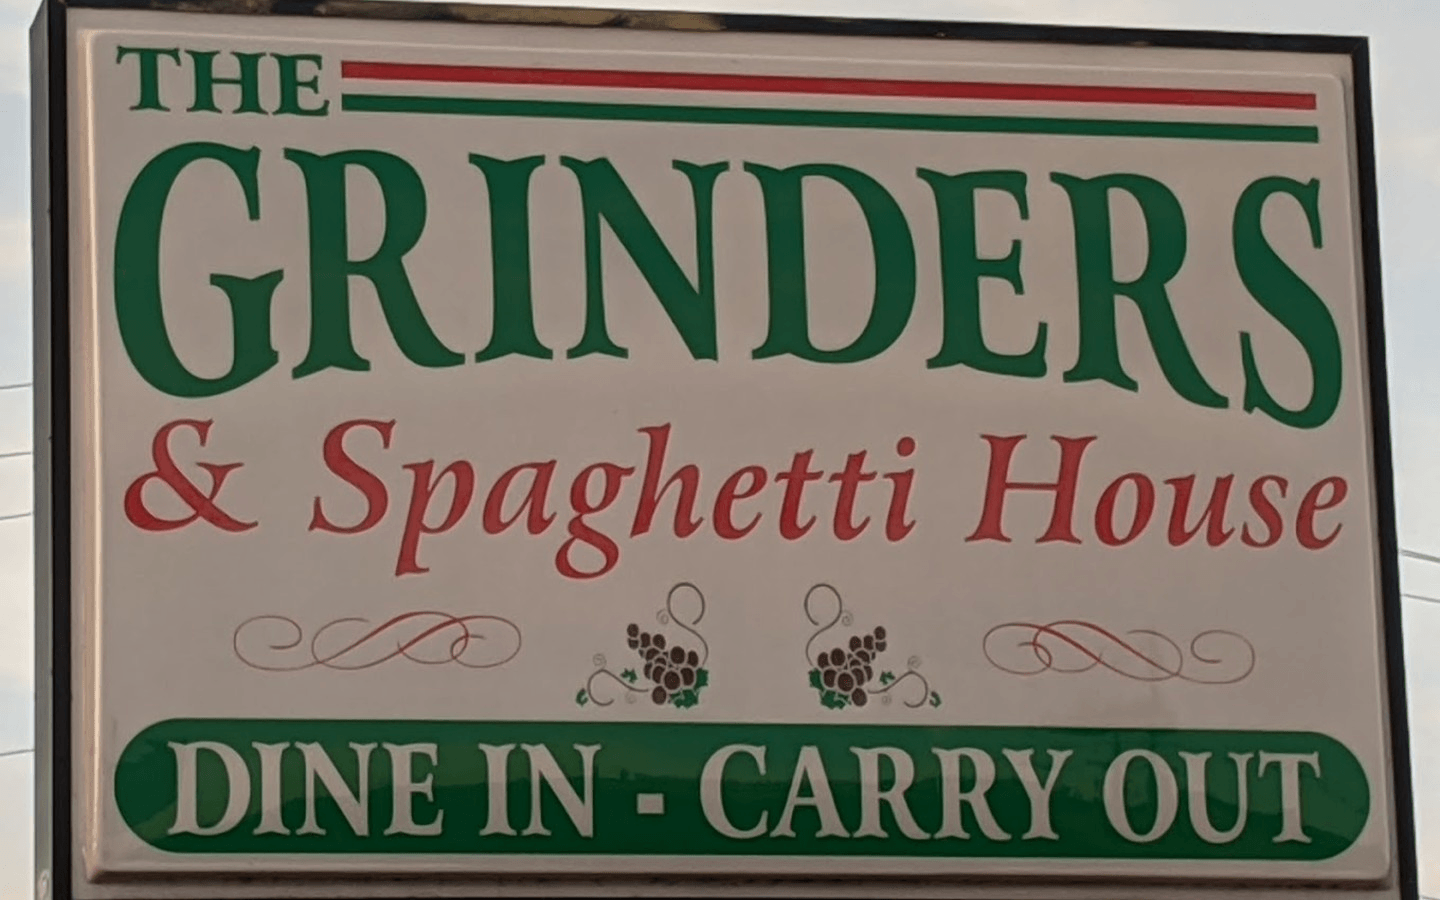 THE
GRINDERS
& Spaghetti House
DINE IN - CARRY OUT